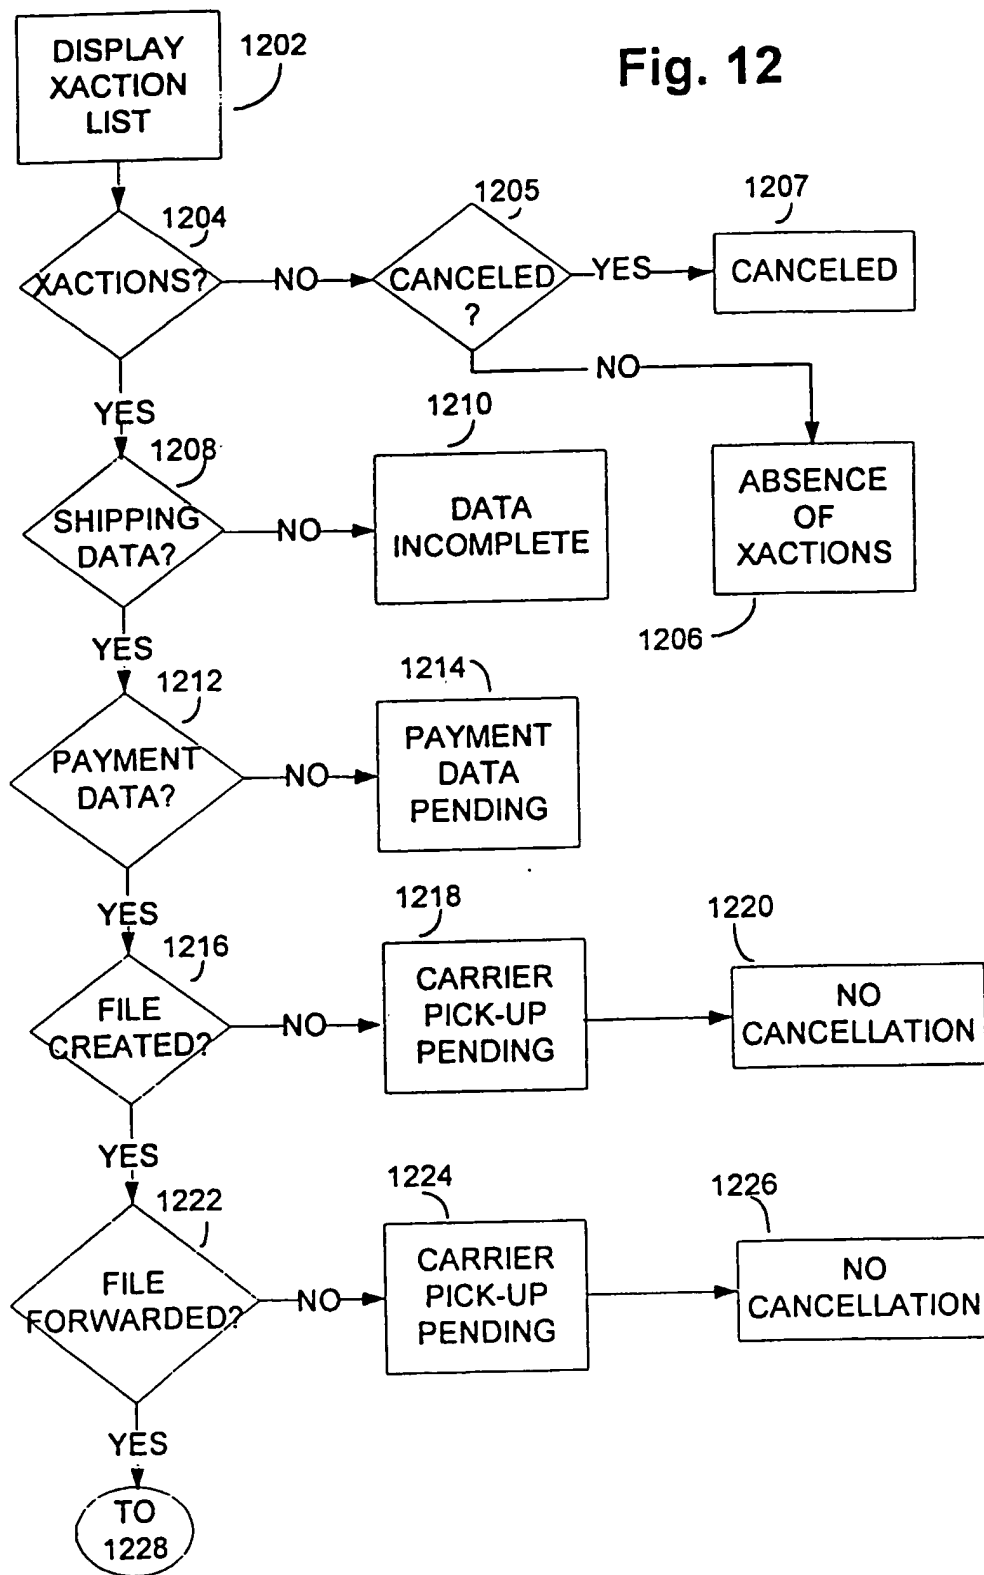 DISPLAY
XACTION
LIST
1202
Fig. 12
1204
XACTIONS?
NO
1205
CANCELED
?
YES
1207
CANCELED
NO
YES
1208
SHIPPING
DATA?
NO
1210
DATA
INCOMPLETE
ABSENCE
OF
XACTIONS
1206
YES
1212
PAYMENT
DATA?
NO
1214
PAYMENT
DATA
PENDING
YES
1216
FILE
CREATED?
NO
1218
CARRIER
PICK-UP
PENDING
1220
NO
CANCELLATION
YES
1222
FILE
FORWARDED?
NO
1224
CARRIER
PICK-UP
PENDING
1226
NO
CANCELLATION
YES
TO
1228